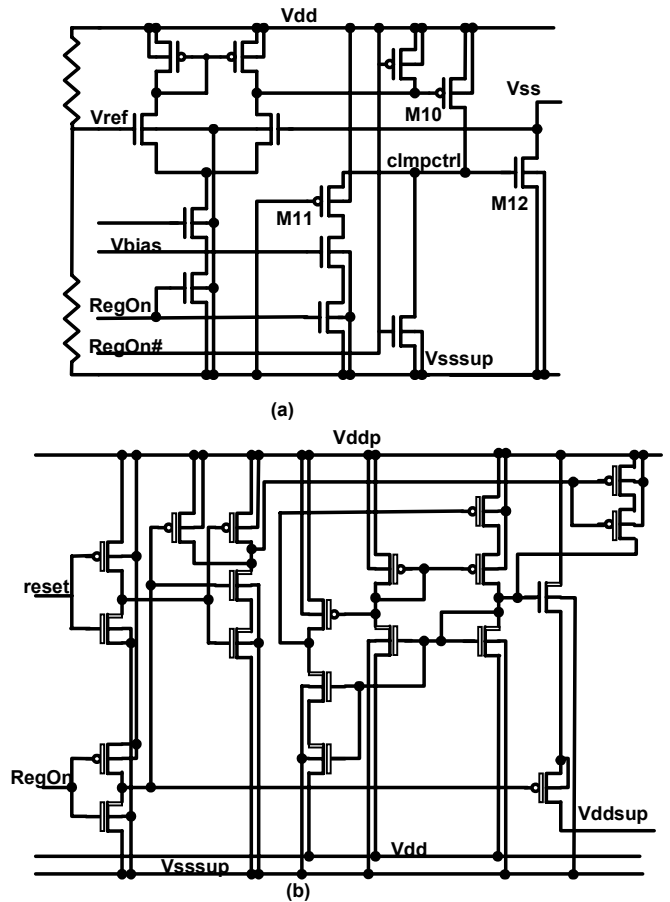 Vdd
Vss
M10
Vref
clmpctrl
M11
M12
Vbias
RegOn
RegOn#
Vsssup
(a)
Vddp
reset
RegOn
Vddsup
Vdd
Vsssup
(b)